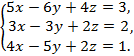 5x − 6y + 4z = 3,
3x − 3y + 2z = 2,
4x − 5y + 2z = 1.